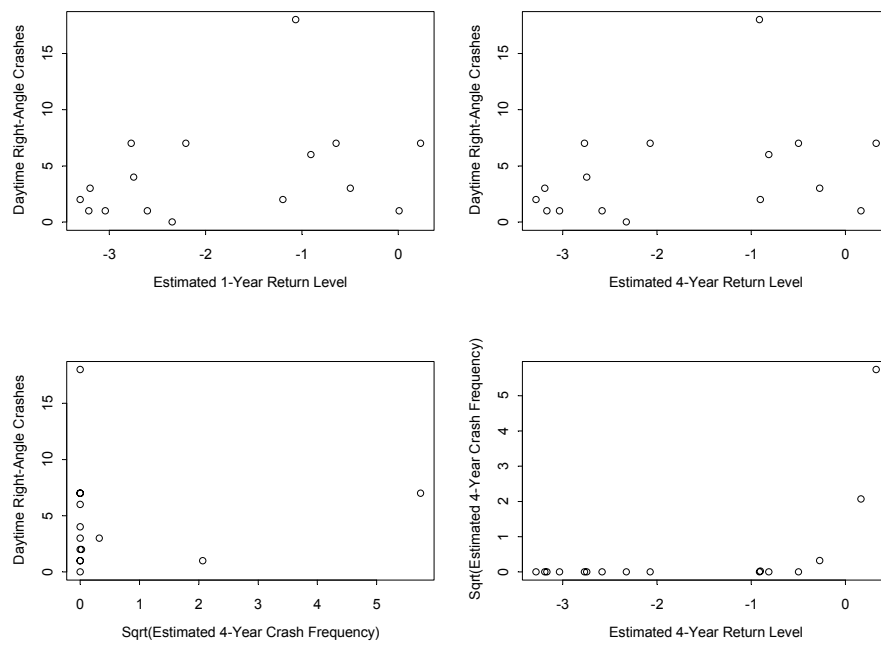 Daytime Right-Angle Crashes
15
10
5
0
-3 -2 -1 0
Estimated 1-Year Return Level
Daytime Right-Angle Crashes
15
10
5
0
-3 -2 -1 0
Estimated 4-Year Return Level
Daytime Right-Angle Crashes
15
10
5
0
0 1 2 3 4 5
Sqrt(Estimated 4-Year Crash Frequency)
Sqrt(Estimated 4-Year Crash Frequency)
5
4
3
2
1
0
-3 -2 -1 0
Estimated 4-Year Return Level